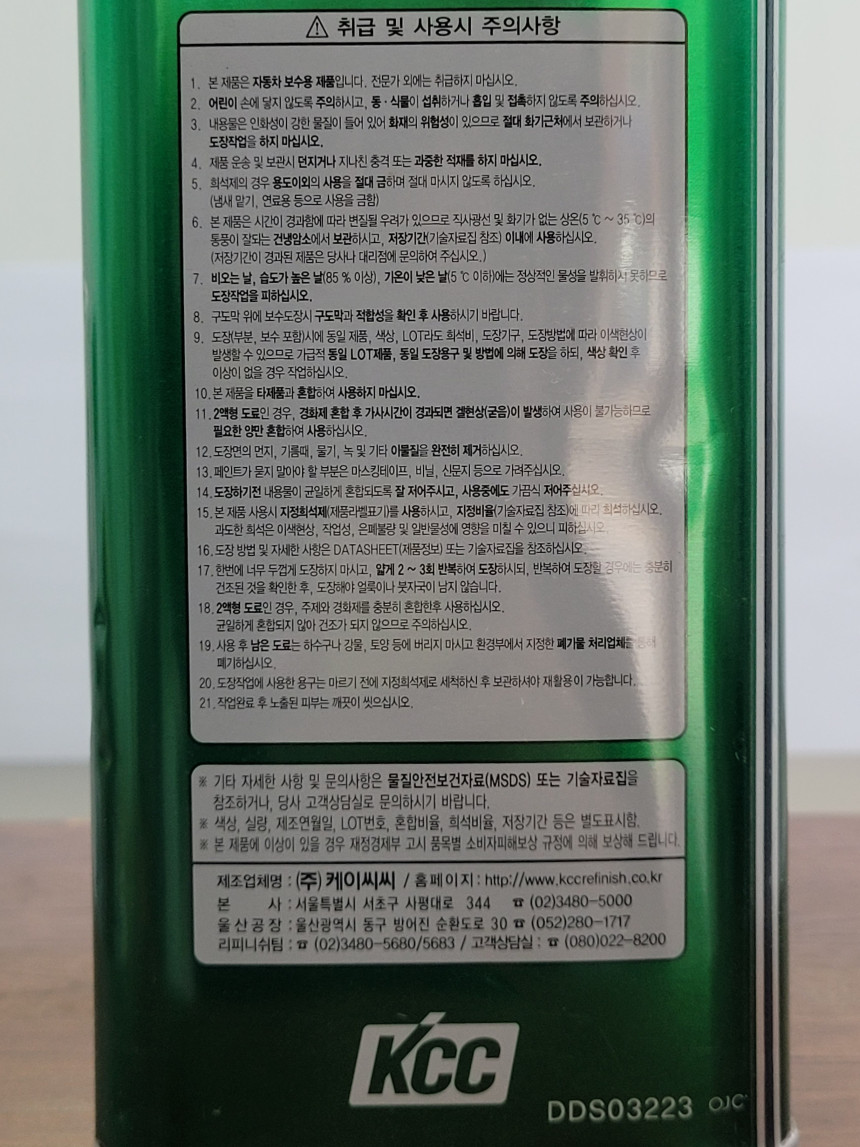 ⚠ 취급 및 사용시 주의사항
1. 본 제품은 자동차 보수용 제품입니다. 전문가 외에는 취급하지 마십시오.
2. 어린이 손에 닿지 않도록 주의하시고, 동·식물이 섭취하거나 흡입 및 접촉하지 않도록 주의하십시오.
3. 내용물은 인화성이 강한 물질이 들어 있어 화재의 위험성이 있으므로 절대 화기근처에서 보관하거나
도장작업을 하지 마십시오.
4. 제품 운송 및 보관시 던지거나 지나친 충격 또는 과중한 적재를 하지 마십시오.
5. 희석제의 경우 용도이외의 사용을 절대 금하며 절대 마시지 않도록 하십시오.
(냄새 맡기, 연료용 등으로 사용을 금함)
6. 본 제품은 시간이 경과함에 따라 변질될 우려가 있으므로 직사광선 및 화기가 없는 상온(5 ℃ ~ 35 ℃)의
통풍이 잘되는 건냉암소에서 보관하시고, 저장기간(기술자료집 참조) 이내에 사용하십시오.
(저장기간이 경과된 제품은 당사나 대리점에 문의하여 주십시오.)
7. 비오는 날, 습도가 높은 날(85 % 이상), 기온이 낮은 날(5 ℃ 이하)에는 정상적인 물성을 발휘하지 못하므로
도장작업을 피하십시오.
8. 구도막 위에 보수도장시 구도막과 적합성을 확인 후 사용하시기 바랍니다.
9. 도장(부분, 보수 포함)시에 동일 제품, 색상, LOT라도 희석비, 도장기구, 도장방법에 따라 이색현상이
발생할 수 있으므로 가급적 동일 LOT제품, 동일 도장용구 및 방법에 의해 도장을 하되, 색상 확인 후
이상이 없을 경우 작업하십시오.
10. 본 제품을 타제품과 혼합하여 사용하지 마십시오.
11. 2액형 도료인 경우, 경화제 혼합 후 가사시간이 경과되면 겔현상(굳음)이 발생하여 사용이 불가능하므로
필요한 양만 혼합하여 사용하십시오.
12. 도장면의 먼지, 기름때, 물기, 녹 및 기타 이물질을 완전히 제거하십시오.
13. 페인트가 묻지 말아야 할 부분은 마스킹테이프, 비닐, 신문지 등으로 가려주십시오.
14. 도장하기전 내용물이 균일하게 혼합되도록 잘 저어주시고, 사용중에도 가끔식 저어주십시오.
15. 본 제품 사용시 지정희석제(제품라벨표기)를 사용하시고, 지정비율(기술자료집 참조)에 따라 희석하십시오.
과도한 희석은 이색현상, 작업성, 은폐불량 및 일반물성에 영향을 미칠 수 있으니 피하십시오.
16. 도장 방법 및 자세한 사항은 DATASHEET(제품정보) 또는 기술자료집을 참조하십시오.
17. 한번에 너무 두껍게 도장하지 마시고, 얇게 2 ~ 3회 반복하여 도장하시되, 반복하여 도장할 경우에는 충분히
건조된 것을 확인한 후, 도장해야 얼룩이나 붓자국이 남지 않습니다.
18. 2액형 도료인 경우, 주제와 경화제를 충분히 혼합한후 사용하십시오.
균일하게 혼합되지 않아 건조가 되지 않으므로 주의하십시오.
19. 사용 후 남은 도료는 하수구나 강물, 토양 등에 버리지 마시고 환경부에서 지정한 폐기물 처리업체를 통해
폐기하십시오.
20. 도장작업에 사용한 용구는 마르기 전에 지정희석제로 세척하신 후 보관하셔야 재활용이 가능합니다.
21. 작업완료 후 노출된 피부는 깨끗이 씻으십시오.
※ 기타 자세한 사항 및 문의사항은 물질안전보건자료(MSDS) 또는 기술자료집을
참조하거나, 당사 고객상담실로 문의하시기 바랍니다.
※ 색상, 실량, 제조연월일, LOT번호, 혼합비율, 희석비율, 저장기간 등은 별도표시함.
※ 본 제품에 이상이 있을 경우 재정경제부 고시 품목별 소비자피해보상 규정에 의해 보상해 드립니다.
제조업체명 : (주) 케이씨씨 / 홈페이지 : http://www.kccrefinish.co.kr
본 사 : 서울특별시 서초구 사평대로 344 ☎ (02)3480-5000
울산공장 : 울산광역시 동구 방어진 순환도로 30 ☎ (052)280-1717
리피니쉬팀 : ☎ (02)3480-5680/5683 / 고객상담실 : ☎ (080)022-8200
KCC
DDS03223 OJC